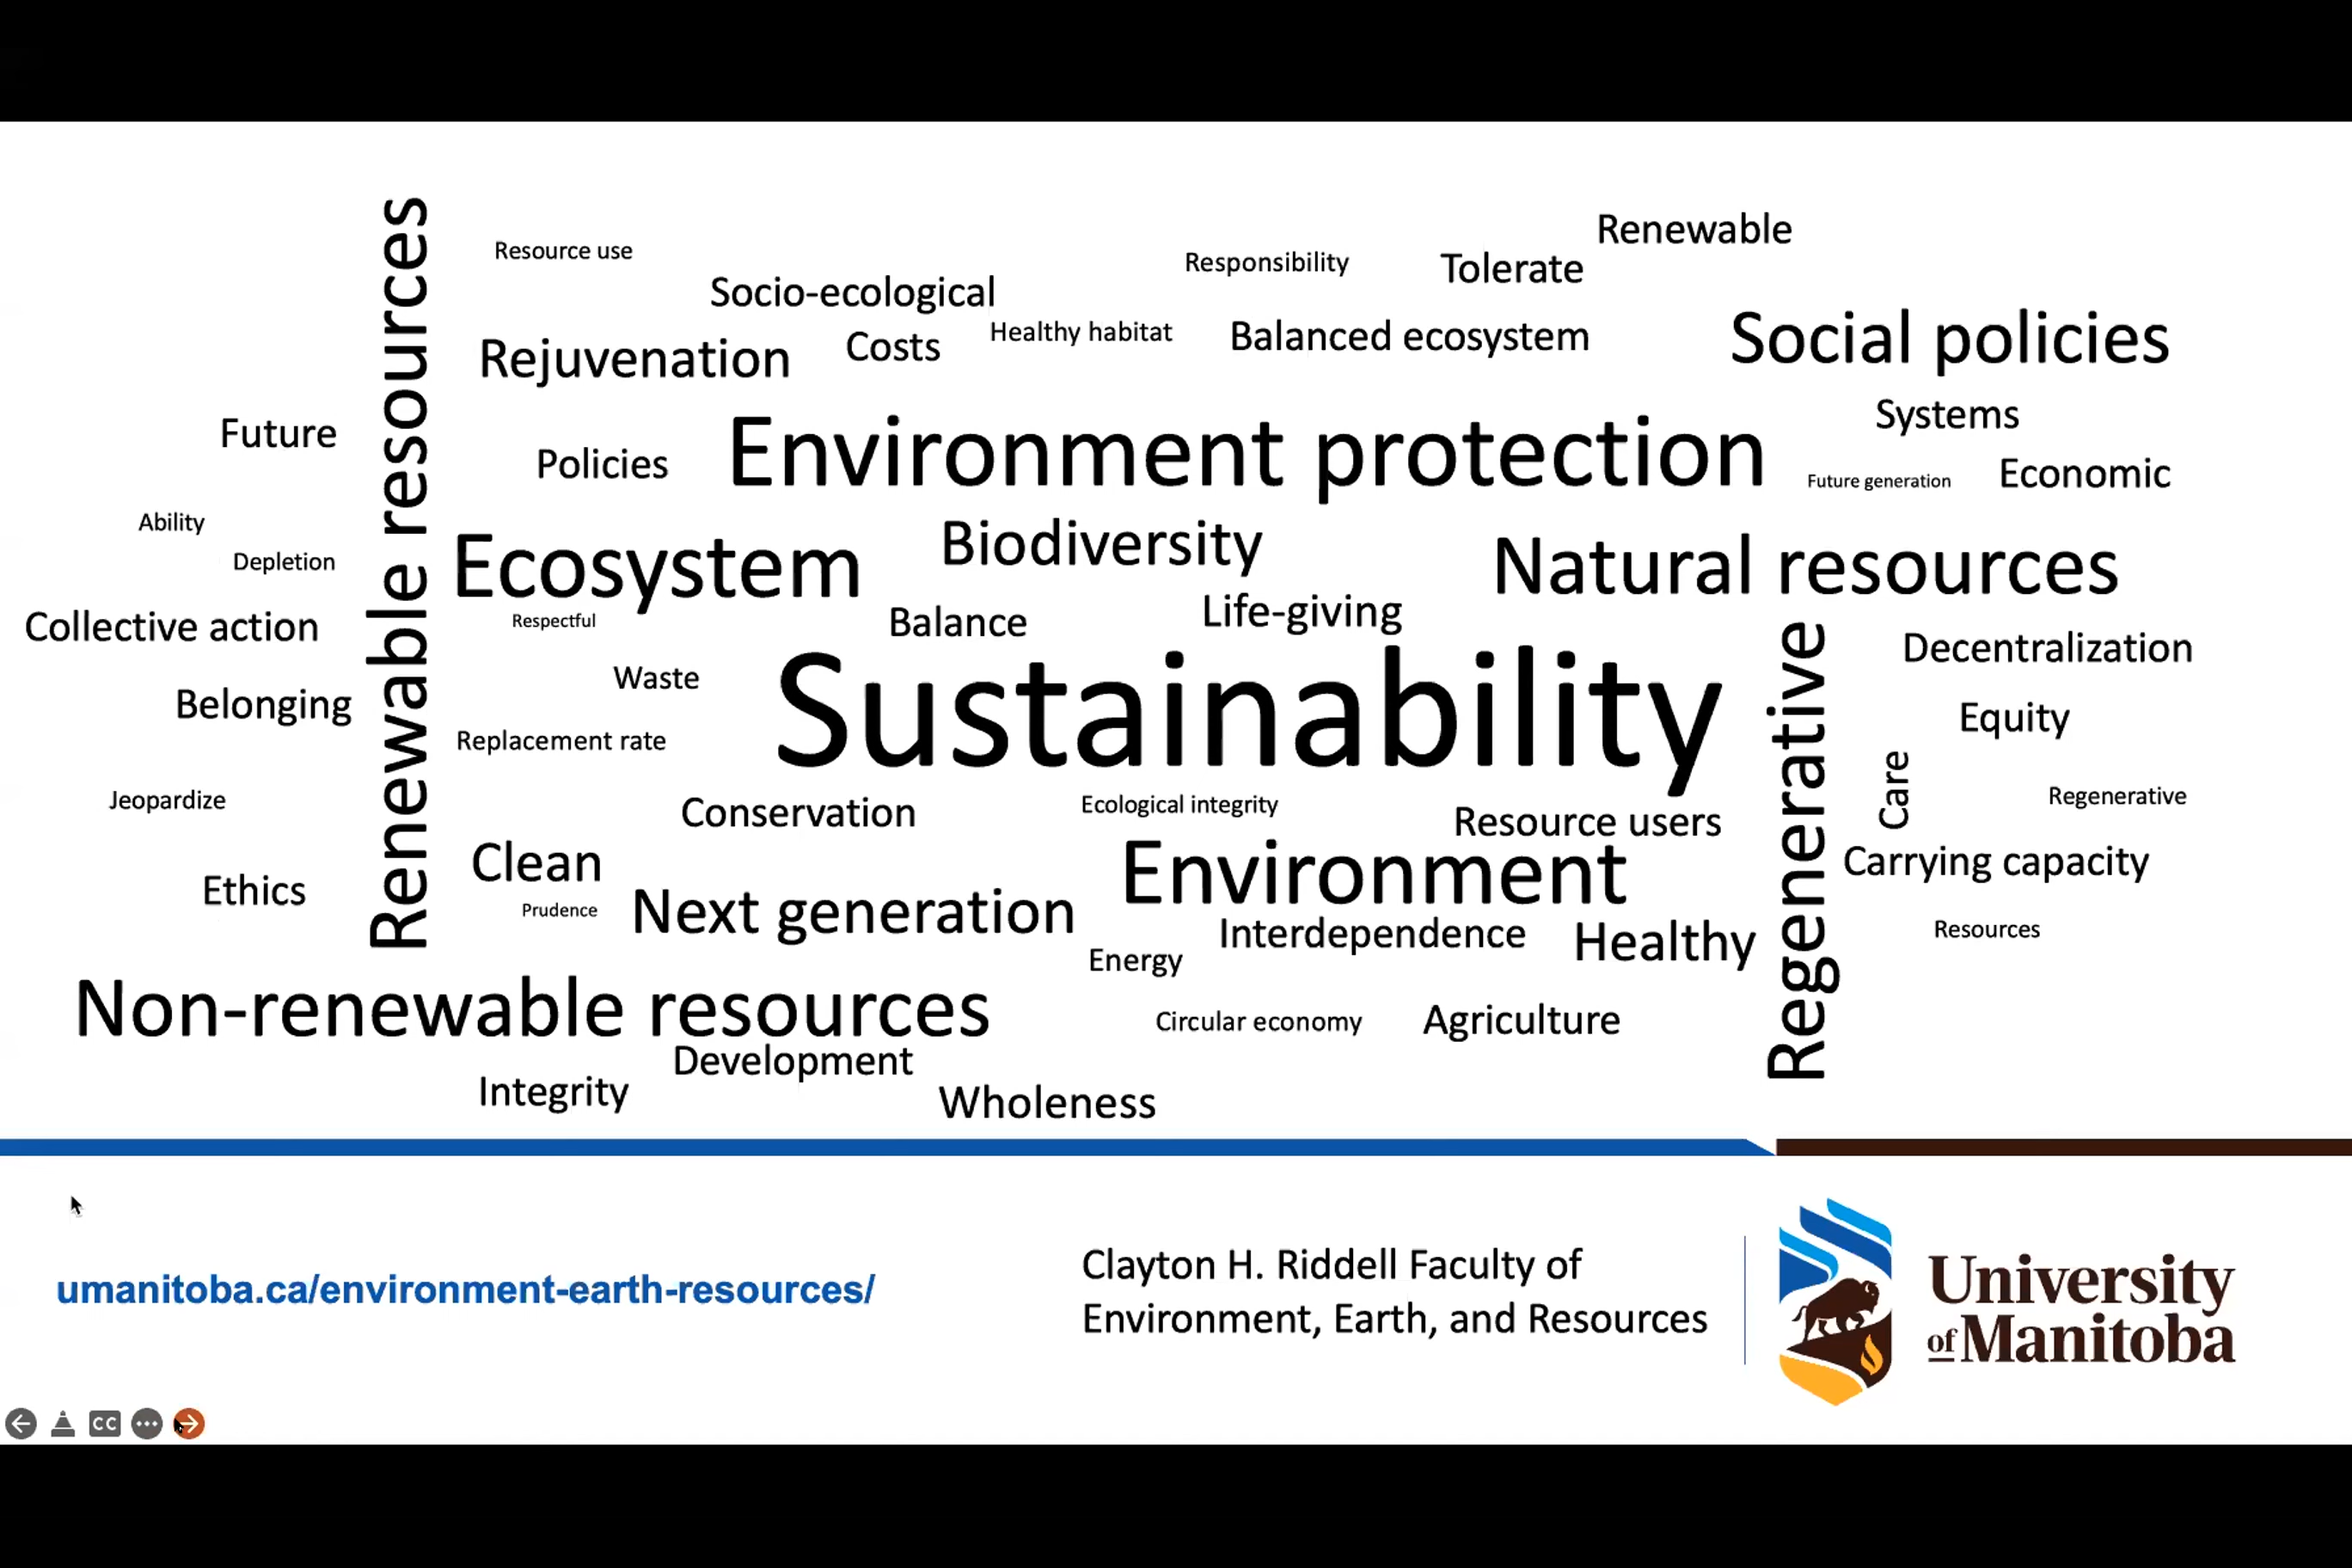 Renewable resources
Resource use
Responsibility
Tolerate
Renewable
Socio-ecological
Rejuvenation
Costs
Healthy habitat
Balanced ecosystem
Social policies
Future
Policies
Environment protection
Systems
Future generation
Economic
Ability
Depletion
Ecosystem
Biodiversity
Natural resources
Collective action
Respectful
Balance
Life-giving
Decentralization
Belonging
Waste
Sustainability
Regenerative
Equity
Replacement rate
Care
Jeopardize
Conservation
Ecological integrity
Resource users
Regenerative
Ethics
Clean
Environment
Carrying capacity
Prudence
Next generation
Interdependence
Healthy
Resources
Energy
Non-renewable resources
Circular economy
Agriculture
Development
Integrity
Wholeness
umanitoba.ca/environment-earth-resources/
Clayton H. Riddell Faculty of
Environment, Earth, and Resources
University
of Manitoba
CC